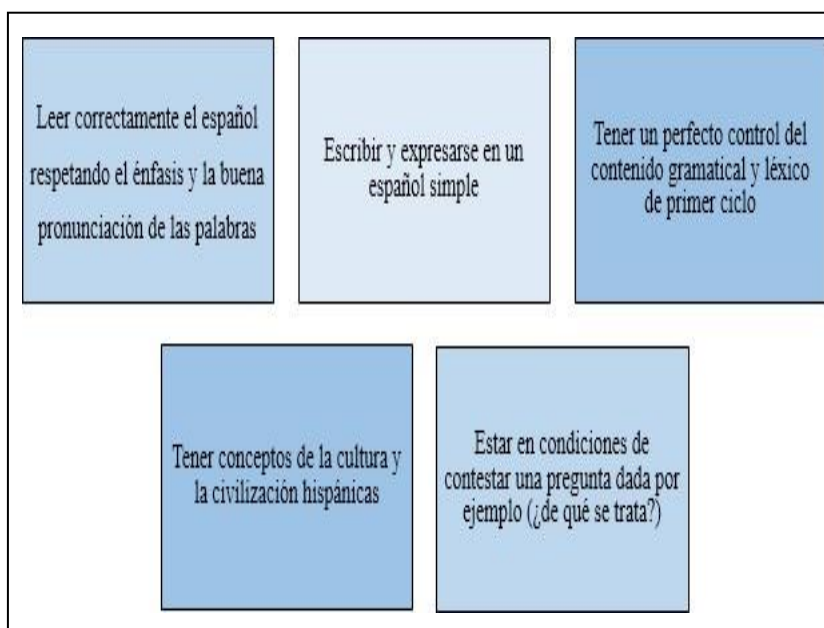 Leer correctamente el español
respetando el énfasis y la buena
pronunciación de las palabras
Escribir y expresarse en un
español simple
Tener un perfecto control del
contenido gramatical y léxico
de primer ciclo
Tener conceptos de la cultura y
la civilización hispánicas
Estar en condiciones de
contestar una pregunta dada por
ejemplo (¿de qué se trata?)